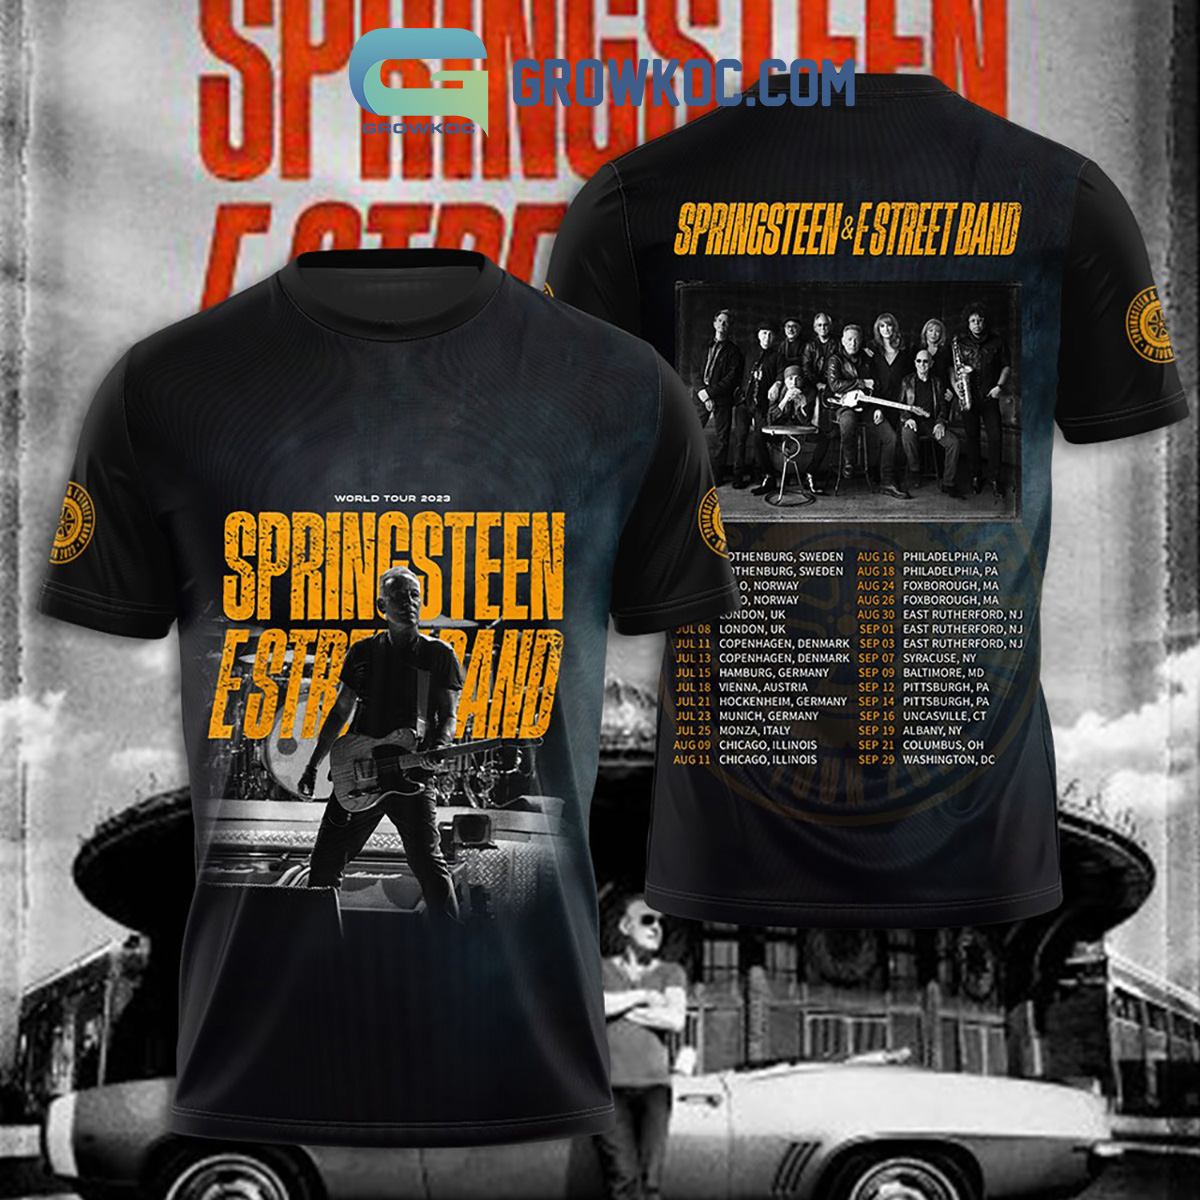 SPRINGSTEEN
GROWKOC
GROWKOC.COM
WORLD TOUR 2023
SPRINGSTEEN
E STREET BAND
SPRINGSTEEN & E STREET BAND
OTHENBURG, SWEDEN AUG 16 PHILADELPHIA, PA
OTHENBURG, SWEDEN AUG 18 PHILADELPHIA, PA
O, NORWAY AUG 24 FOXBOROUGH, MA
O, NORWAY AUG 26 FOXBOROUGH, MA
LONDON, UK AUG 30 EAST RUTHERFORD, NJ
JUL 08 LONDON, UK SEP 01 EAST RUTHERFORD, NJ
JUL 11 COPENHAGEN, DENMARK SEP 03 EAST RUTHERFORD, NJ
JUL 13 COPENHAGEN, DENMARK SEP 07 SYRACUSE, NY
JUL 15 HAMBURG, GERMANY SEP 09 BALTIMORE, MD
JUL 18 VIENNA, AUSTRIA SEP 12 PITTSBURGH, PA
JUL 21 HOCKENHEIM, GERMANY SEP 14 PITTSBURGH, PA
JUL 23 MUNICH, GERMANY SEP 16 UNCASVILLE, CT
JUL 25 MONZA, ITALY SEP 19 ALBANY, NY
AUG 09 CHICAGO, ILLINOIS SEP 21 COLUMBUS, OH
AUG 11 CHICAGO, ILLINOIS SEP 29 WASHINGTON, DC